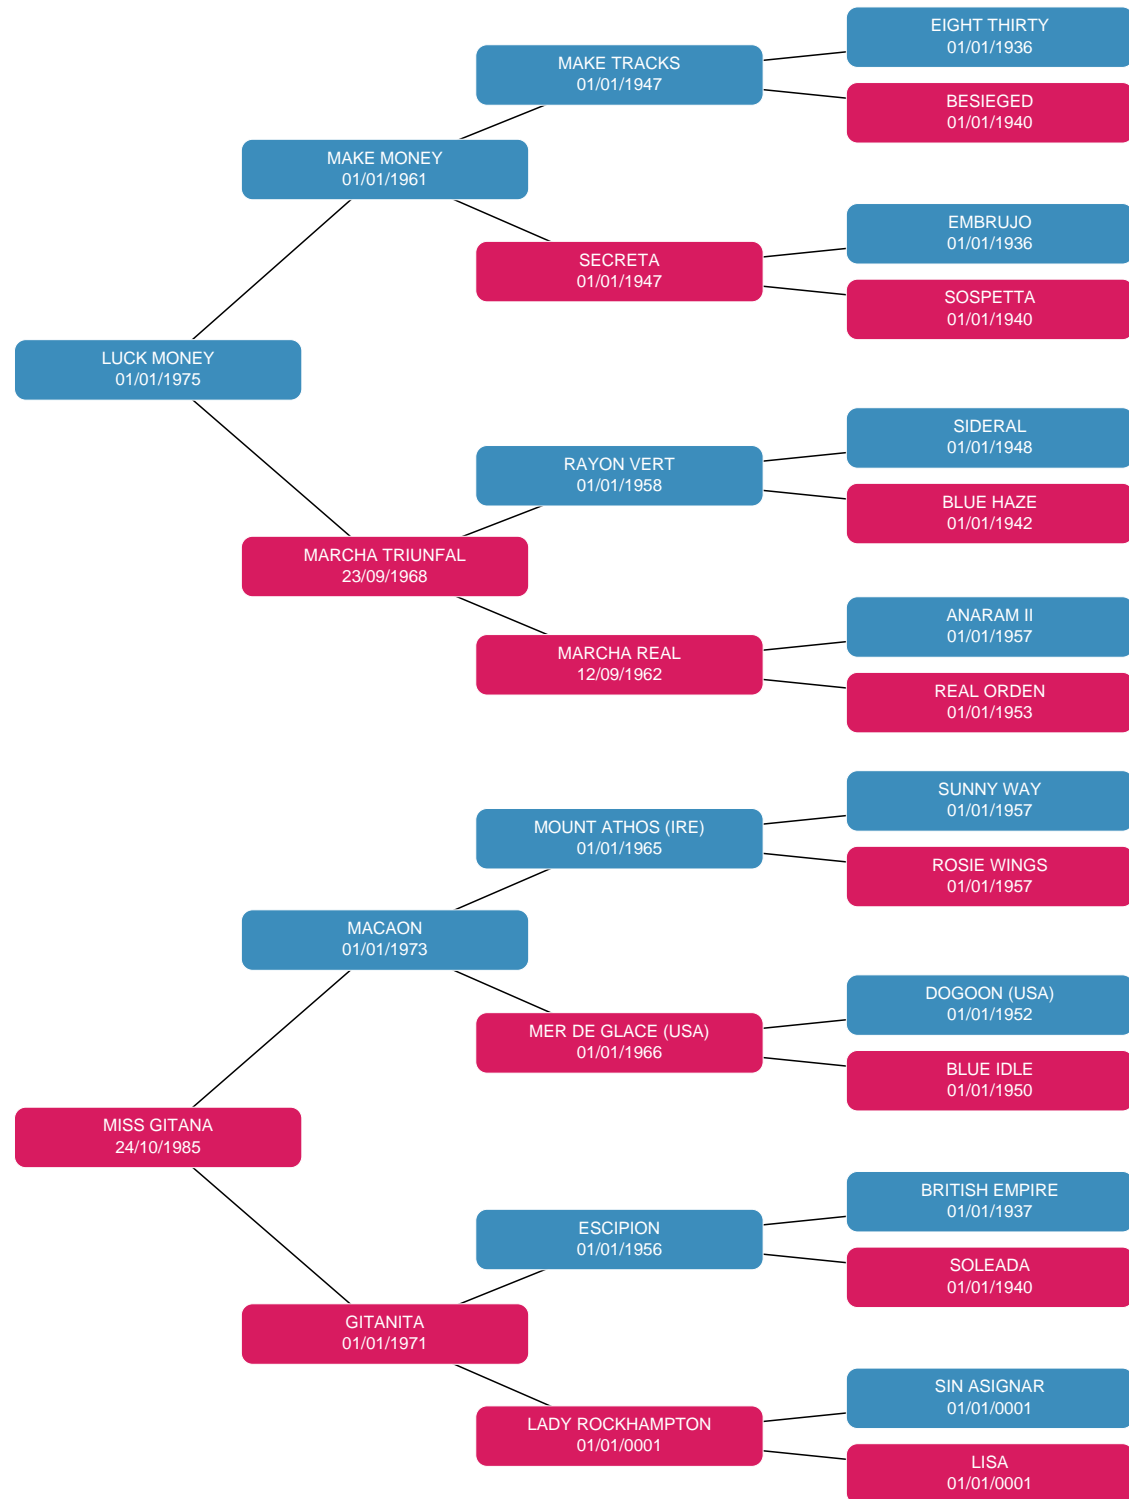 EIGHT THIRTY
01/01/1936
MAKE TRACKS
01/01/1947
BESIEGED
01/01/1940
MAKE MONEY
01/01/1961
EMBRUJO
01/01/1936
SECRETA
01/01/1947
SOSPETTA
01/01/1940
LUCK MONEY
01/01/1975
SIDERAL
01/01/1948
RAYON VERT
01/01/1958
BLUE HAZE
01/01/1942
MARCHA TRIUNFAL
23/09/1968
ANARAM II
01/01/1957
MARCHA REAL
12/09/1962
REAL ORDEN
01/01/1953
SUNNY WAY
01/01/1957
MOUNT ATHOS (IRE)
01/01/1965
ROSIE WINGS
01/01/1957
MACAON
01/01/1973
DOGOON (USA)
01/01/1952
MER DE GLACE (USA)
01/01/1966
BLUE IDLE
01/01/1950
MISS GITANA
24/10/1985
BRITISH EMPIRE
01/01/1937
ESCIPION
01/01/1956
SOLEADA
01/01/1940
GITANITA
01/01/1971
SIN ASIGNAR
01/01/0001
LADY ROCKHAMPTON
01/01/0001
LISA
01/01/0001